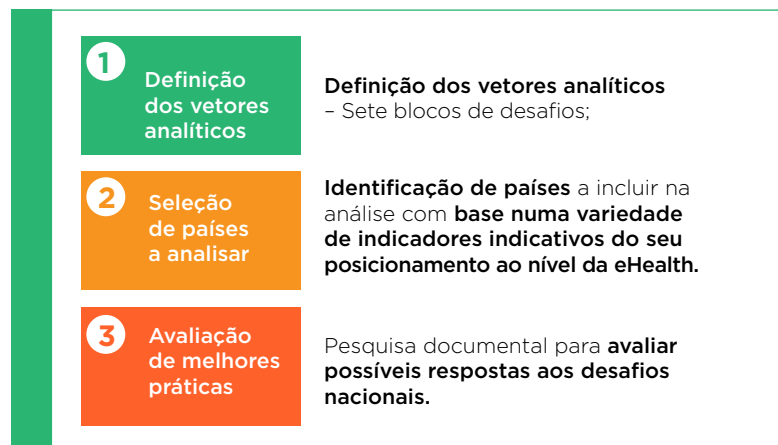 1
Definição
dos vetores
analíticos
Definição dos vetores analíticos
– Sete blocos de desafios;
2
Seleção
de países
a analisar
Identificação de países a incluir na
análise com base numa variedade
de indicadores indicativos do seu
posicionamento ao nível da eHealth.
3
Avaliação
de melhores
práticas
Pesquisa documental para avaliar
possíveis respostas aos desafios
nacionais.